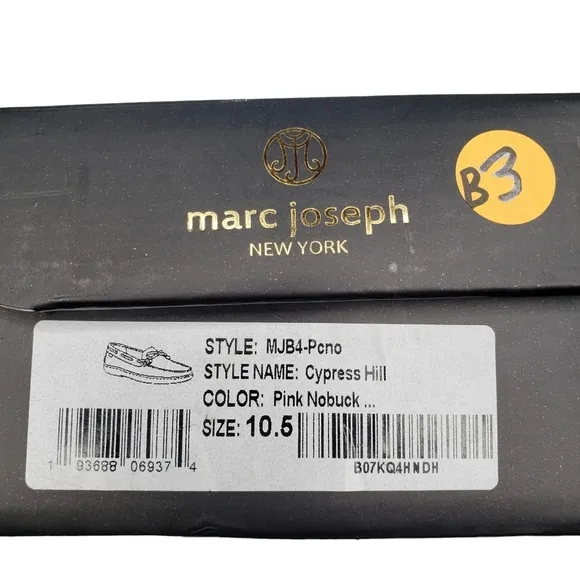 B3
marc joseph
NEW YORK
STYLE: MJB4-Pcno
STYLE NAME: Cypress Hill
COLOR: Pink Nobuck ...
SIZE: 10.5
1 93688 06937 4
B07KQ4HNDH